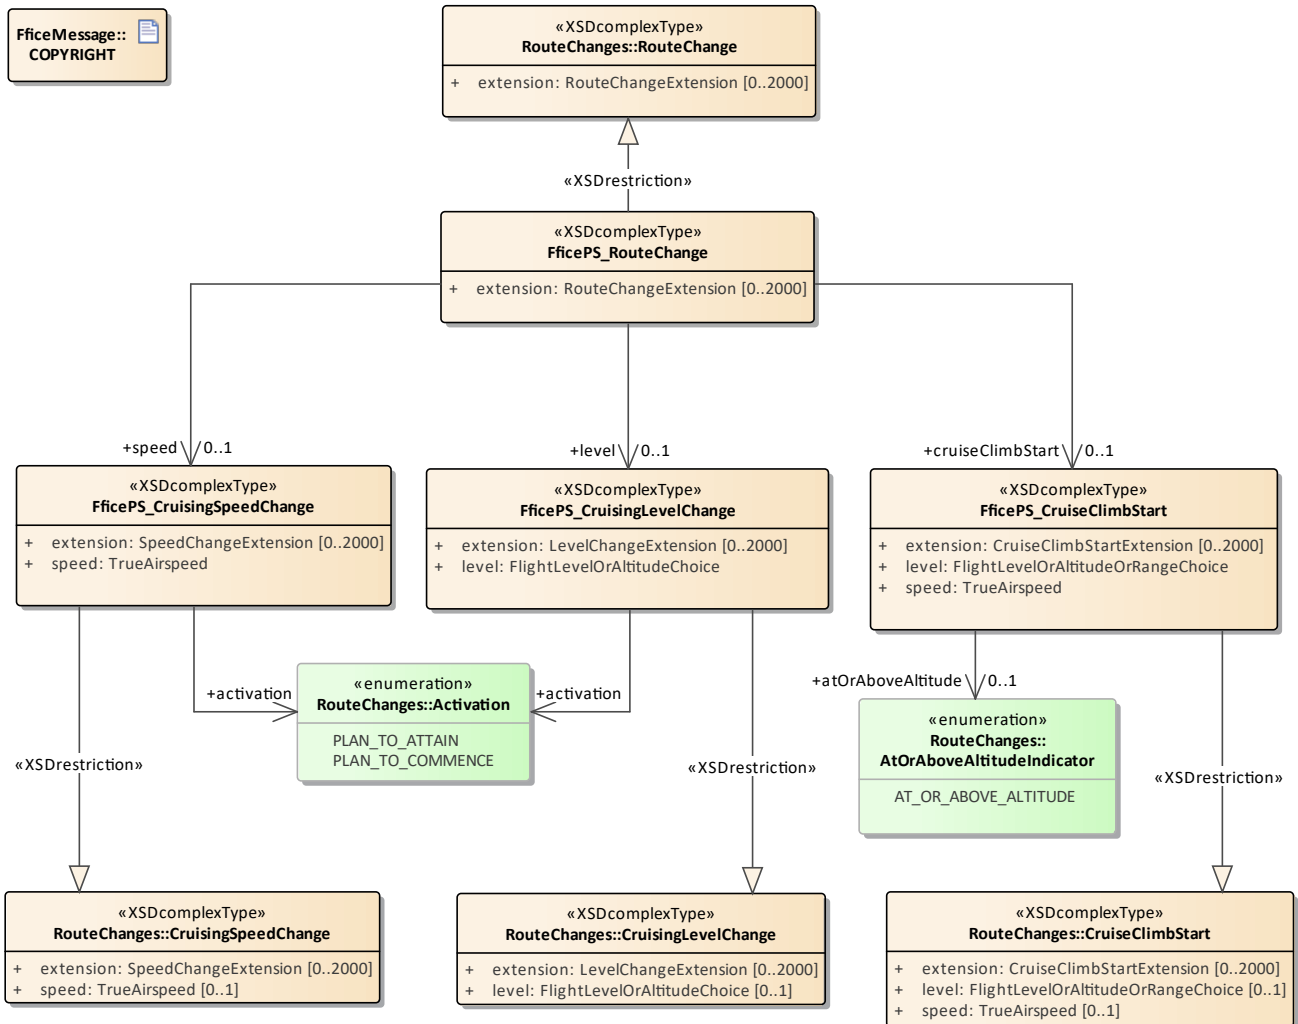 FficeMessage::
COPYRIGHT
«XSDcomplexType»
RouteChanges::RouteChange
+ extension: RouteChangeExtension [0..2000]
«XSDrestriction»
«XSDcomplexType»
FficePS_RouteChange
+ extension: RouteChangeExtension [0..2000]
+speed 0..1
+level 0..1
+cruiseClimbStart 0..1
«XSDcomplexType»
FficePS_CruisingSpeedChange
+ extension: SpeedChangeExtension [0..2000]
+ speed: TrueAirspeed
«XSDcomplexType»
FficePS_CruisingLevelChange
+ extension: LevelChangeExtension [0..2000]
+ level: FlightLevelOrAltitudeChoice
«XSDcomplexType»
FficePS_CruiseClimbStart
+ extension: CruiseClimbStartExtension [0..2000]
+ level: FlightLevelOrAltitudeOrRangeChoice
+ speed: TrueAirspeed
+activation
«enumeration»
RouteChanges::Activation
PLAN_TO_ATTAIN
PLAN_TO_COMMENCE
+activation
+atOrAboveAltitude 0..1
«enumeration»
RouteChanges::
AtOrAboveAltitudeIndicator
AT_OR_ABOVE_ALTITUDE
«XSDrestriction»
«XSDrestriction»
«XSDrestriction»
«XSDcomplexType»
RouteChanges::CruisingSpeedChange
+ extension: SpeedChangeExtension [0..2000]
+ speed: TrueAirspeed [0..1]
«XSDcomplexType»
RouteChanges::CruisingLevelChange
+ extension: LevelChangeExtension [0..2000]
+ level: FlightLevelOrAltitudeChoice [0..1]
«XSDcomplexType»
RouteChanges::CruiseClimbStart
+ extension: CruiseClimbStartExtension [0..2000]
+ level: FlightLevelOrAltitudeOrRangeChoice [0..1]
+ speed: TrueAirspeed [0..1]